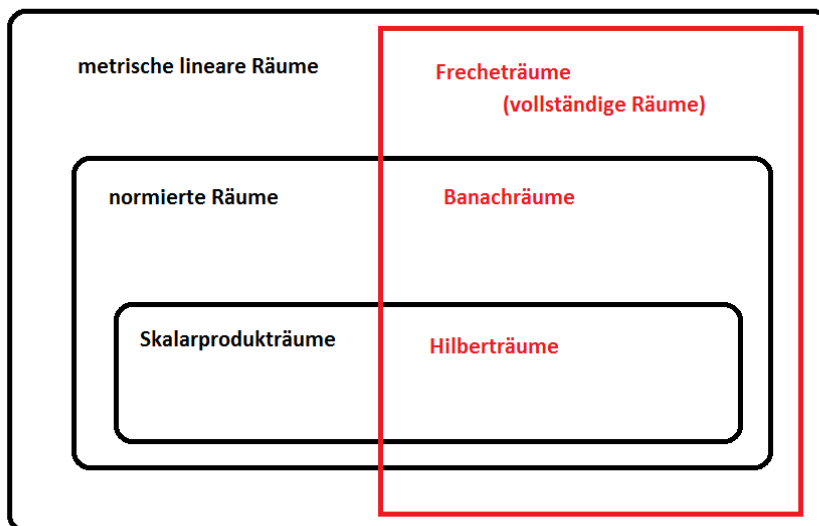 metrische lineare Räume
Frecheträume
(vollständige Räume)
normierte Räume
Banachräume
Skalarprodukträume
Hilberträume